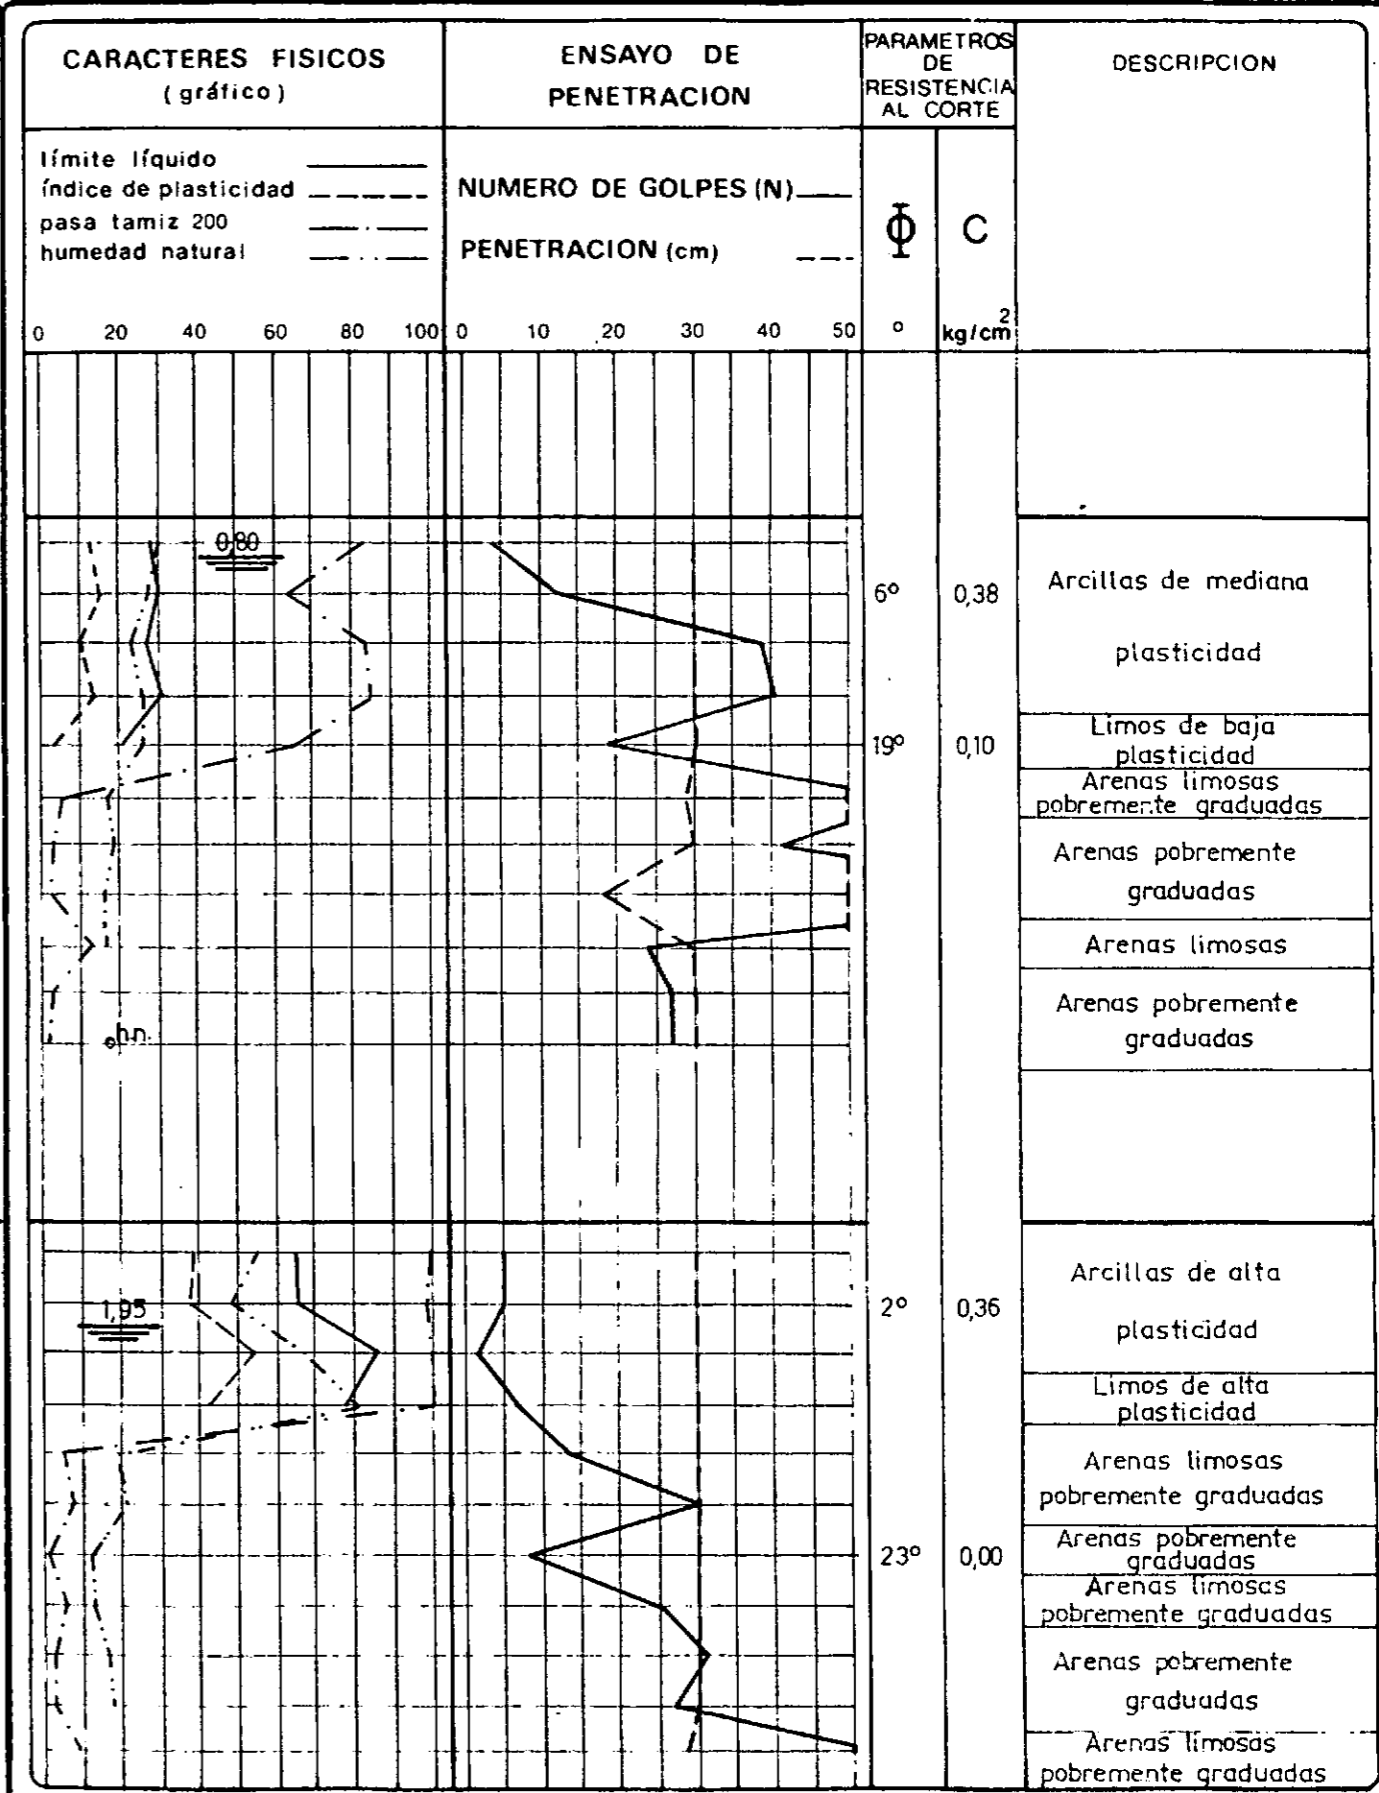 CARACTERES FISICOS
(gráfico)
ENSAYO DE
PENETRACION
PARAMETROS
DE
RESISTENCIA
AL CORTE
DESCRIPCION
límite líquido
índice de plasticidad
pasa tamiz 200
humedad natural
NUMERO DE GOLPES (N)
PENETRACION (cm)
Φ
C
0 20 40 60 80 100
0 10 20 30 40 50
°
kg/cm²
0,80
6° 0,38
Arcillas de mediana
plasticidad
19° 0,10
Limos de baja
plasticidad
Arenas limosas
pobremente graduadas
Arenas pobremente
graduadas
Arenas limosas
Arenas pobremente
graduadas
h.n.
1,95
2° 0,36
Arcillas de alta
plasticidad
Limos de alta
plasticidad
Arenas limosas
pobremente graduadas
23° 0,00
Arenas pobremente
graduadas
Arenas limosas
pobremente graduadas
Arenas pobremente
graduadas
Arenas limosas
pobremente graduadas